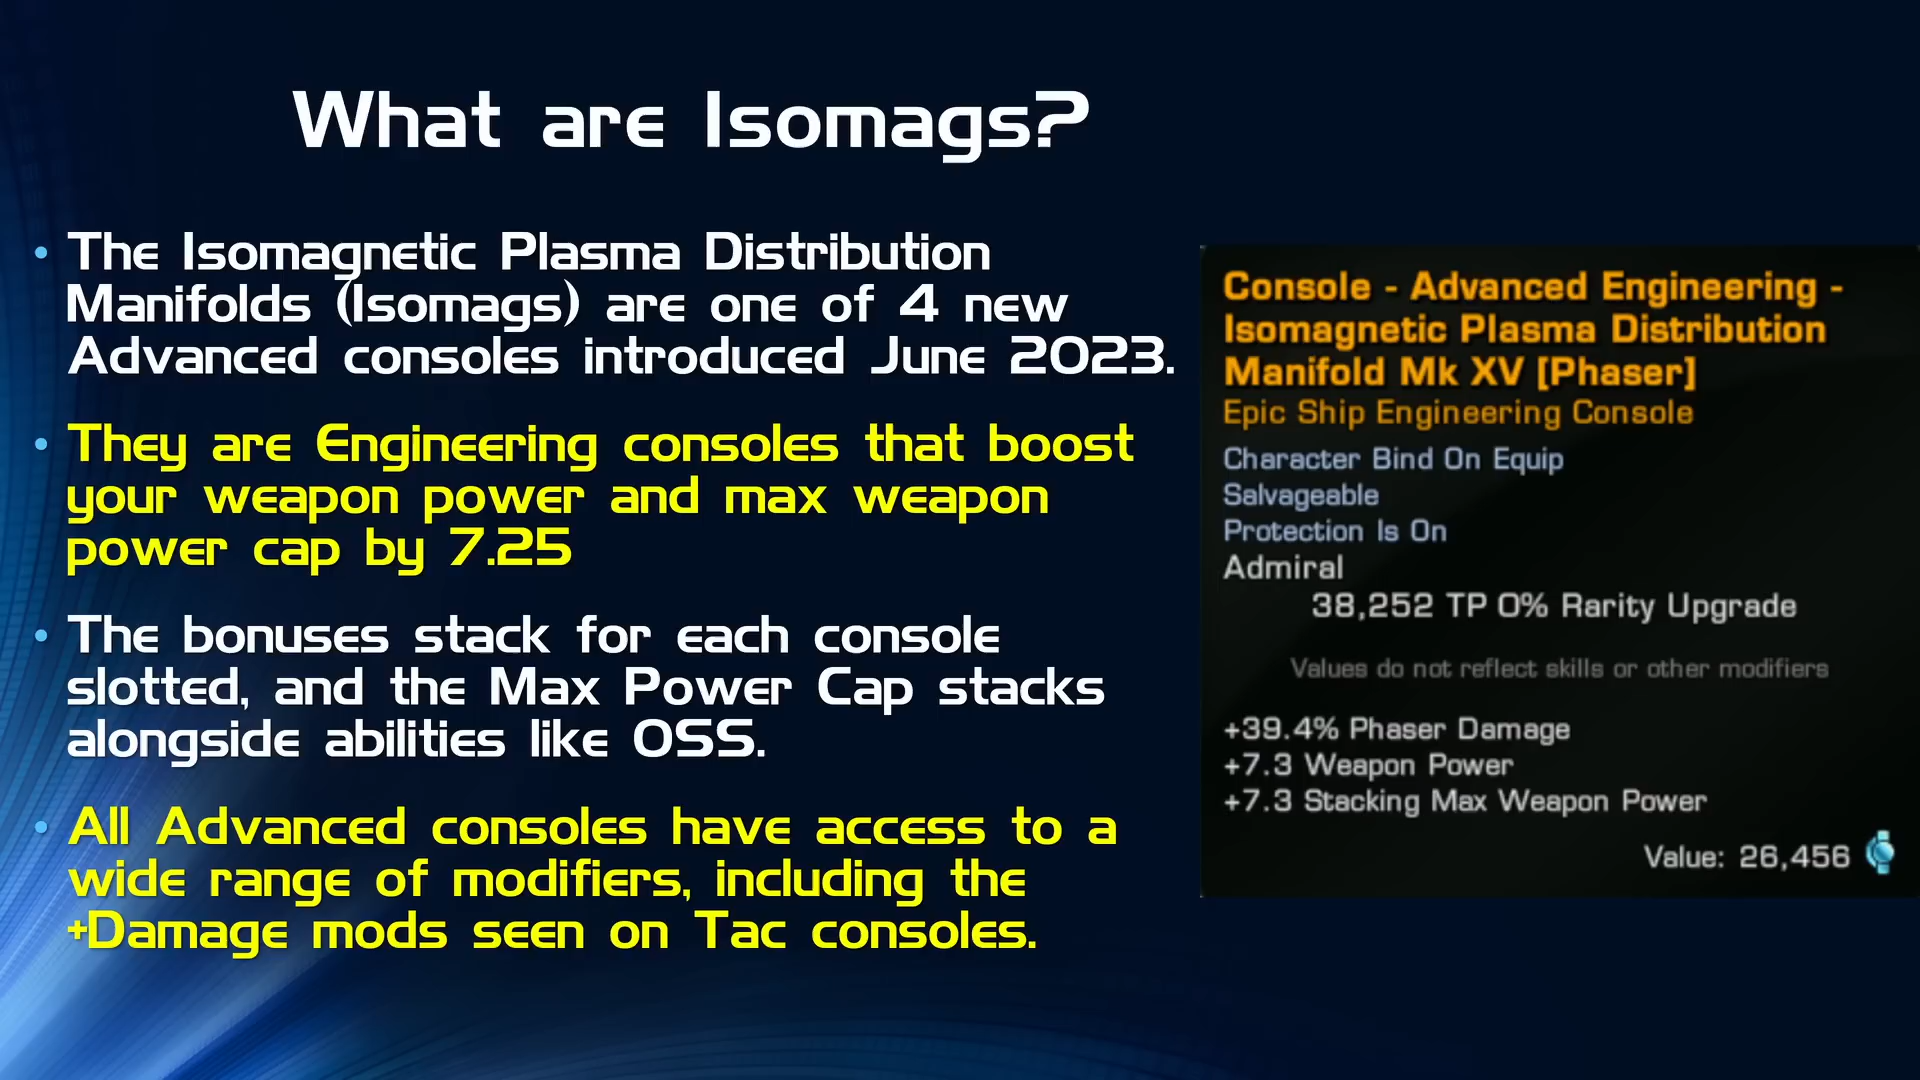 What are Isomags?
• The Isomagnetic Plasma Distribution
Manifolds (Isomags) are one of 4 new
Advanced consoles introduced June 2023.
• They are Engineering consoles that boost
your weapon power and max weapon
power cap by 7.25
• The bonuses stack for each console
slotted, and the Max Power Cap stacks
alongside abilities like OSS.
• All Advanced consoles have access to a
wide range of modifiers, including the
+Damage mods seen on Tac consoles.
Console - Advanced Engineering -
Isomagnetic Plasma Distribution
Manifold Mk XV [Phaser]
Epic Ship Engineering Console
Character Bind On Equip
Salvageable
Protection Is On
Admiral
38,252 TP 0% Rarity Upgrade
Values do not reflect skills or other modifiers
+39.4% Phaser Damage
+7.3 Weapon Power
+7.3 Stacking Max Weapon Power
Value: 26,456